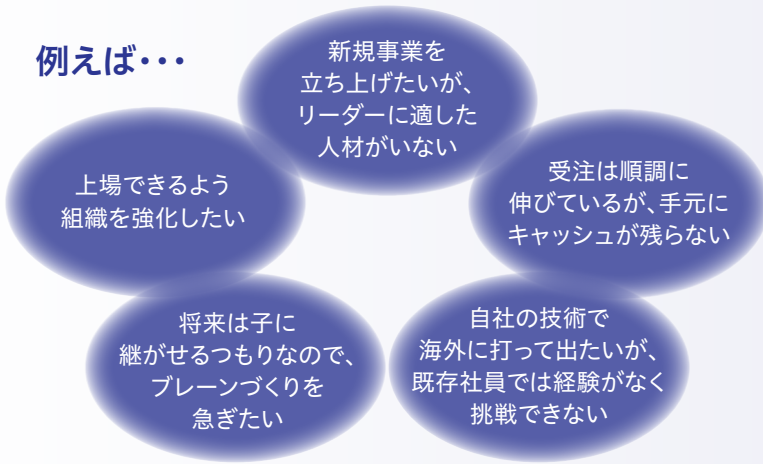 例えば・・・
新規事業を
立ち上げたいが、
リーダーに適した
人材がいない
上場できるよう
組織を強化したい
受注は順調に
伸びているが、手元に
キャッシュが残らない
将来は子に
継がせるつもりなので、
ブレーンづくりを
急ぎたい
自社の技術で
海外に打って出たいが、
既存社員では経験がなく
挑戦できない